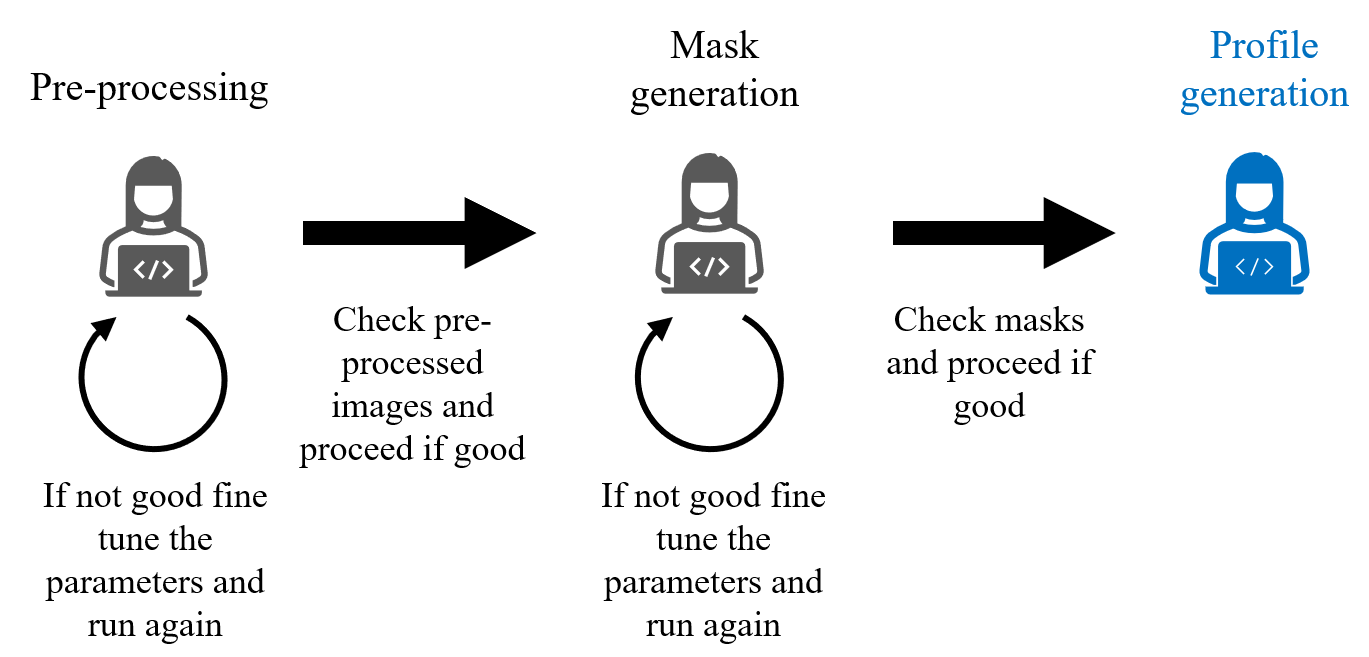 Pre-processing
Mask
generation
Profile
generation
</>
</>
</>
Check pre-
processed
images and
proceed if good
Check masks
and proceed if
good
If not good fine
tune the
parameters and
run again
If not good fine
tune the
parameters and
run again